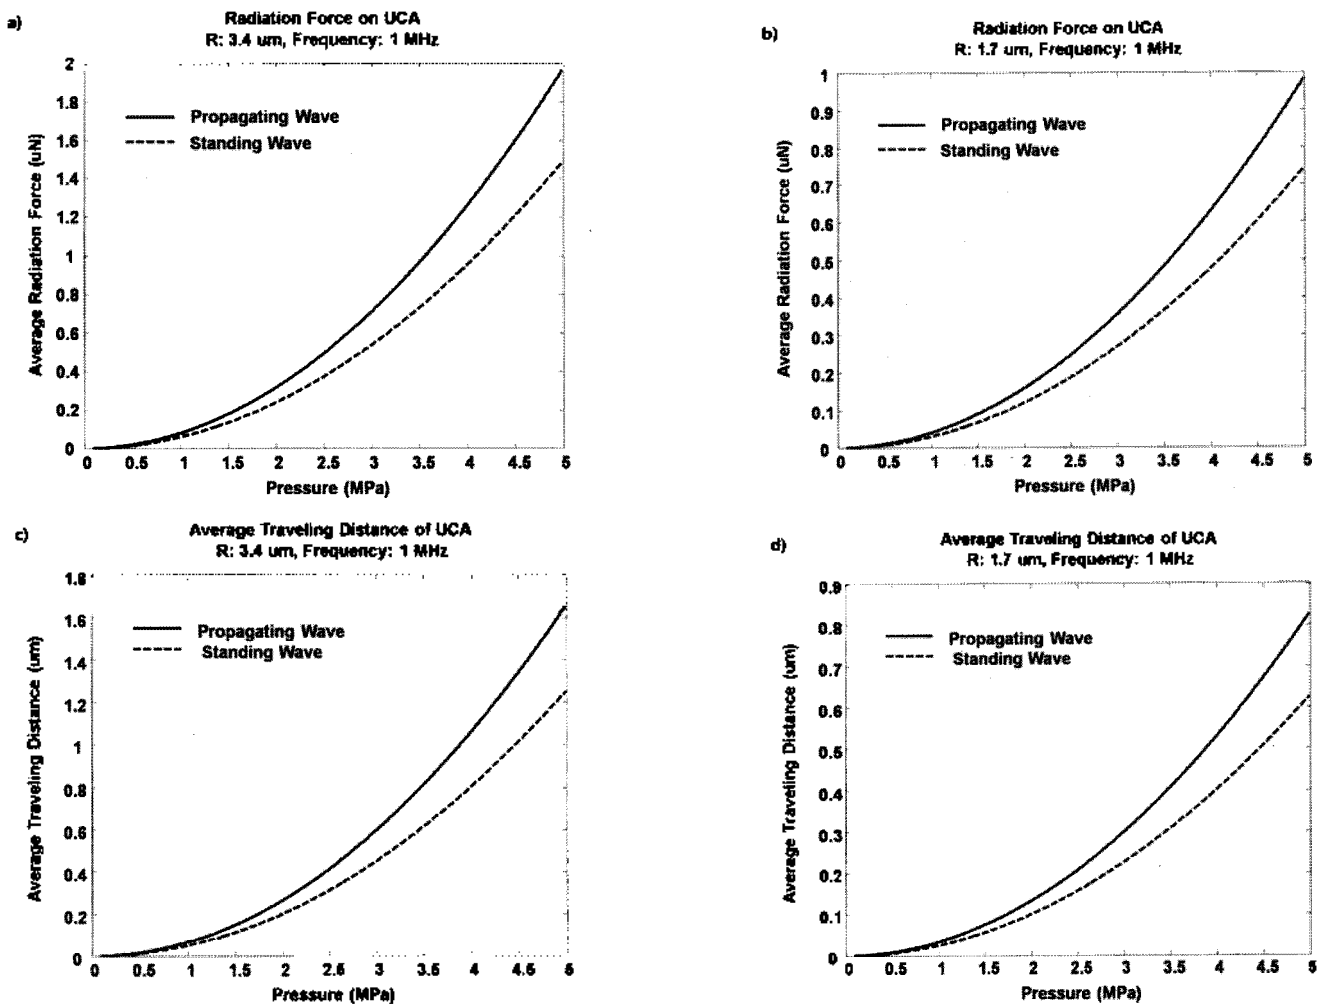 a)
Radiation Force on UCA
R: 3.4 um, Frequency: 1 MHz
2
1.8
1.6
1.4
1.2
1
0.8
0.6
0.4
0.2
0
Average Radiation Force (uN)
Propagating Wave
Standing Wave
0 0.5 1 1.5 2 2.5 3 3.5 4 4.5 5
Pressure (MPa)
b)
Radiation Force on UCA
R: 1.7 um, Frequency: 1 MHz
1
0.9
0.8
0.7
0.6
0.5
0.4
0.3
0.2
0.1
0
Average Radiation Force (uN)
Propagating Wave
Standing Wave
0 0.5 1 1.5 2 2.5 3 3.5 4 4.5 5
Pressure (MPa)
c)
Average Traveling Distance of UCA
R: 3.4 um, Frequency: 1 MHz
1.8
1.6
1.4
1.2
1
0.8
0.6
0.4
0.2
0
Average Traveling Distance (um)
Propagating Wave
Standing Wave
0 0.5 1 1.5 2 2.5 3 3.5 4 4.5 5
Pressure (MPa)
d)
Average Traveling Distance of UCA
R: 1.7 um, Frequency: 1 MHz
0.9
0.8
0.7
0.6
0.5
0.4
0.3
0.2
0.1
0
Average Traveling Distance (um)
Propagating Wave
Standing Wave
0 0.5 1 1.5 2 2.5 3 3.5 4 4.5 5
Pressure (MPa)